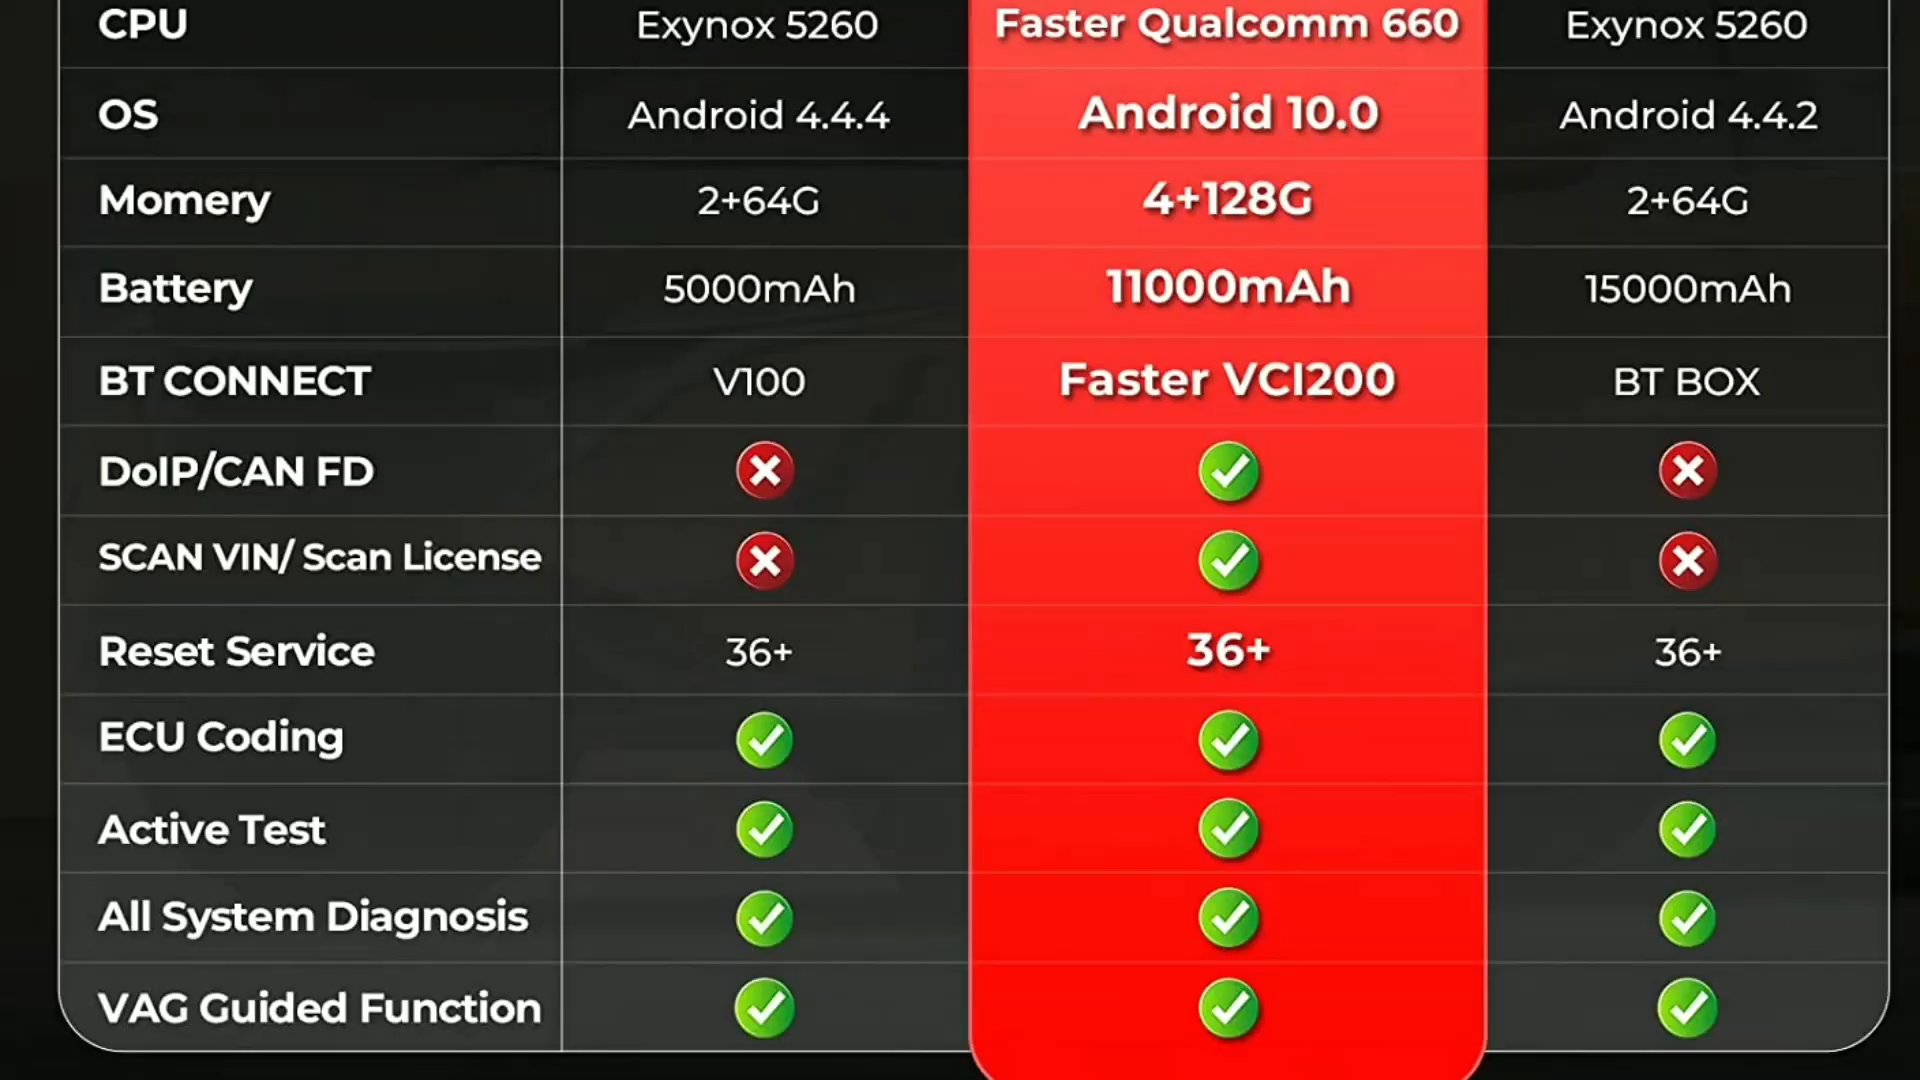 CPU Exynox 5260 Faster Qualcomm 660 Exynox 5260
OS Android 4.4.4 Android 10.0 Android 4.4.2
Momery 2+64G 4+128G 2+64G
Battery 5000mAh 11000mAh 15000mAh
BT CONNECT V100 Faster VCI200 BT BOX
DoIP/CAN FD
SCAN VIN/ Scan License
Reset Service 36+ 36+ 36+
ECU Coding
Active Test
All System Diagnosis
VAG Guided Function